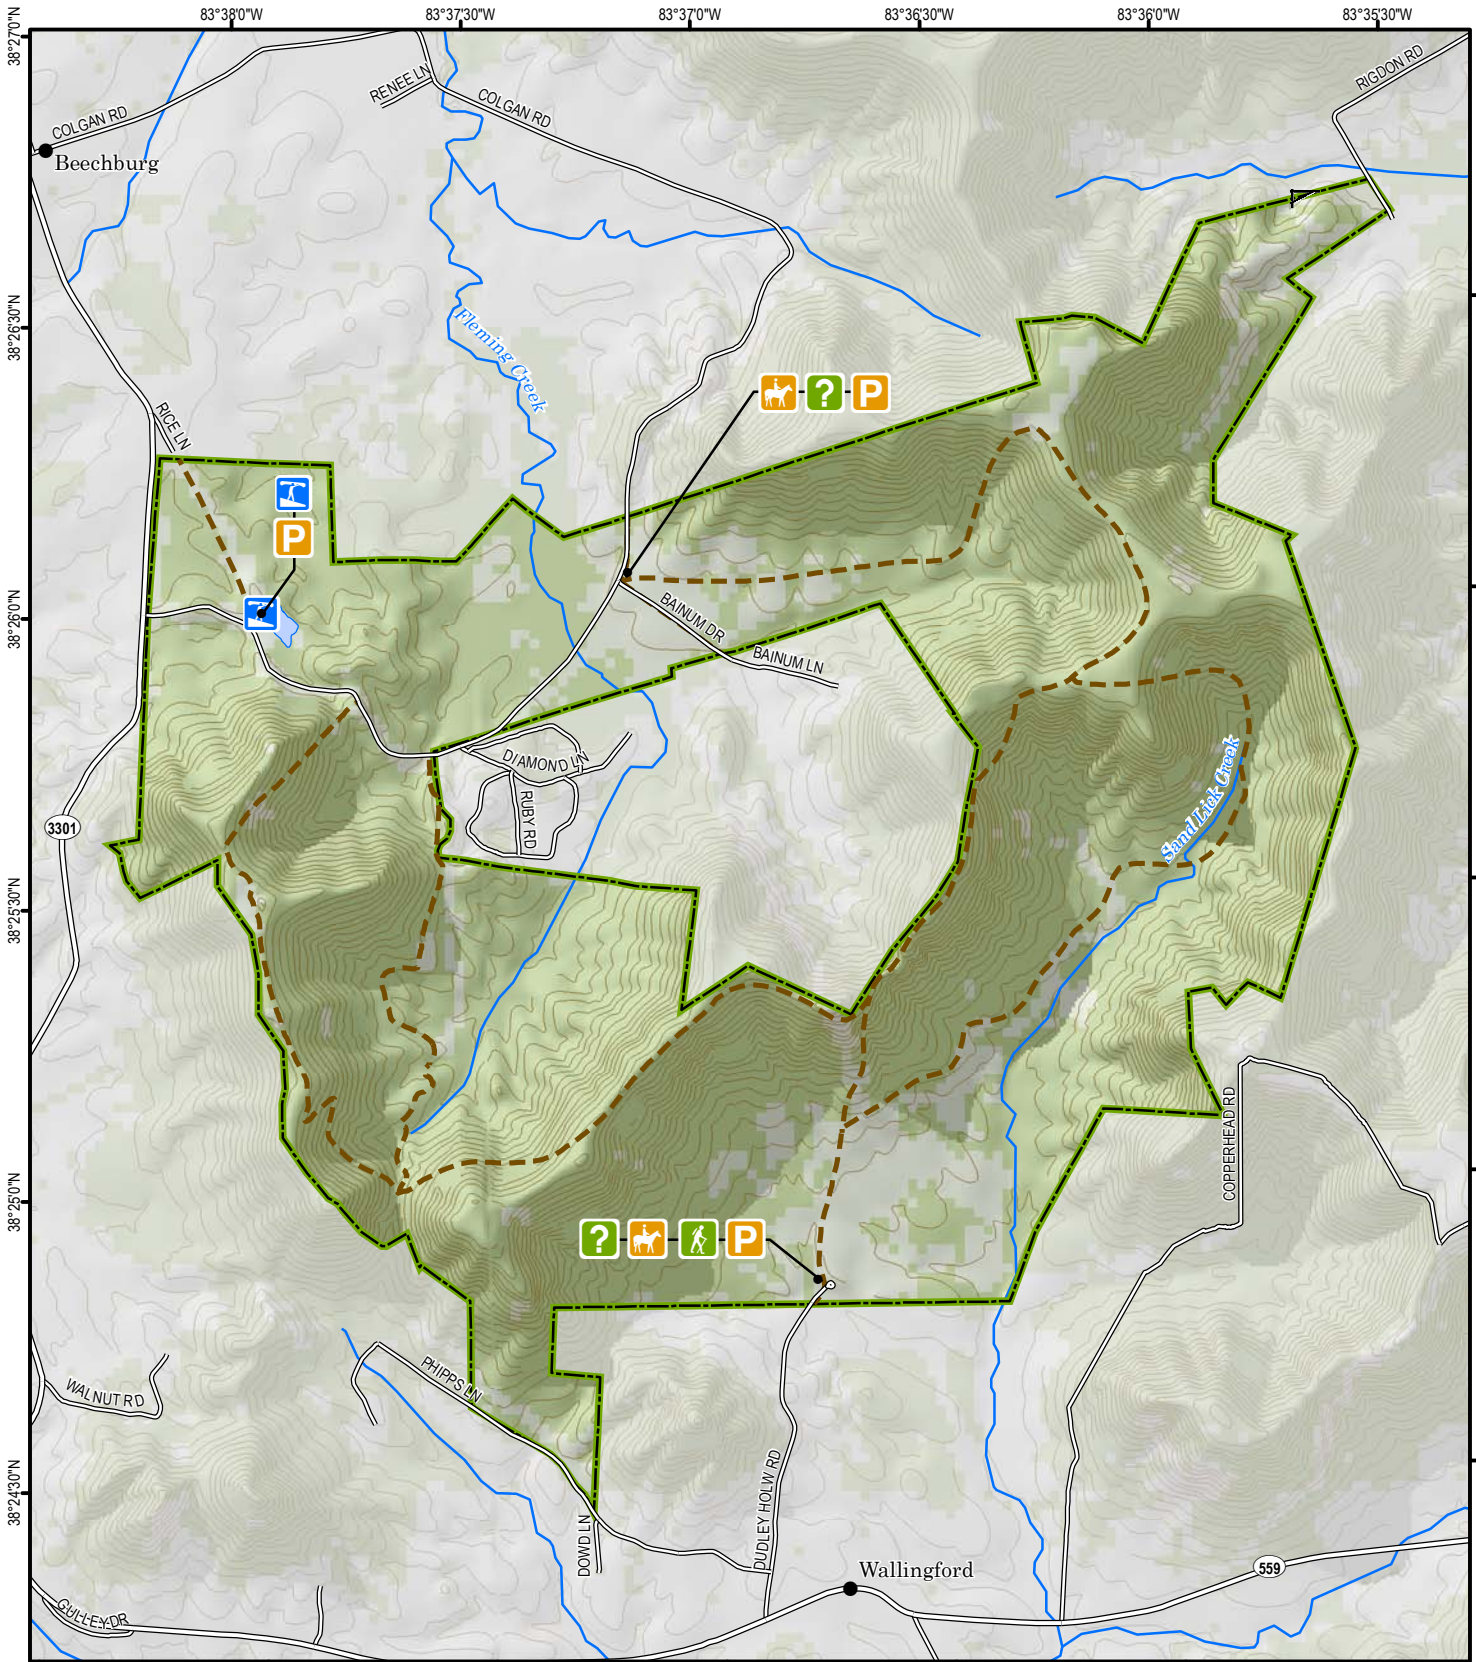 83°38'0"W
83°37'30"W
83°37'0"W
83°36'30"W
83°36'0"W
83°35'30"W
38°27'0"N
38°26'30"N
38°26'0"N
38°25'30"N
38°25'0"N
38°24'30"N
RIGDON RD
RENEE LN
COLGAN RD
COLGAN RD
Beechburg
Fleming Creek
? P
RICE LN
P
BAINUM DR
BAINUM LN
DIAMOND LN
RUBY RD
Sand Lick Creek
3301
COPPERHEAD RD
? P
PHIPPS LN
WALNUT RD
DUDLEY HOLW RD
DOWD LN
Wallingford
559
GULLEY DR